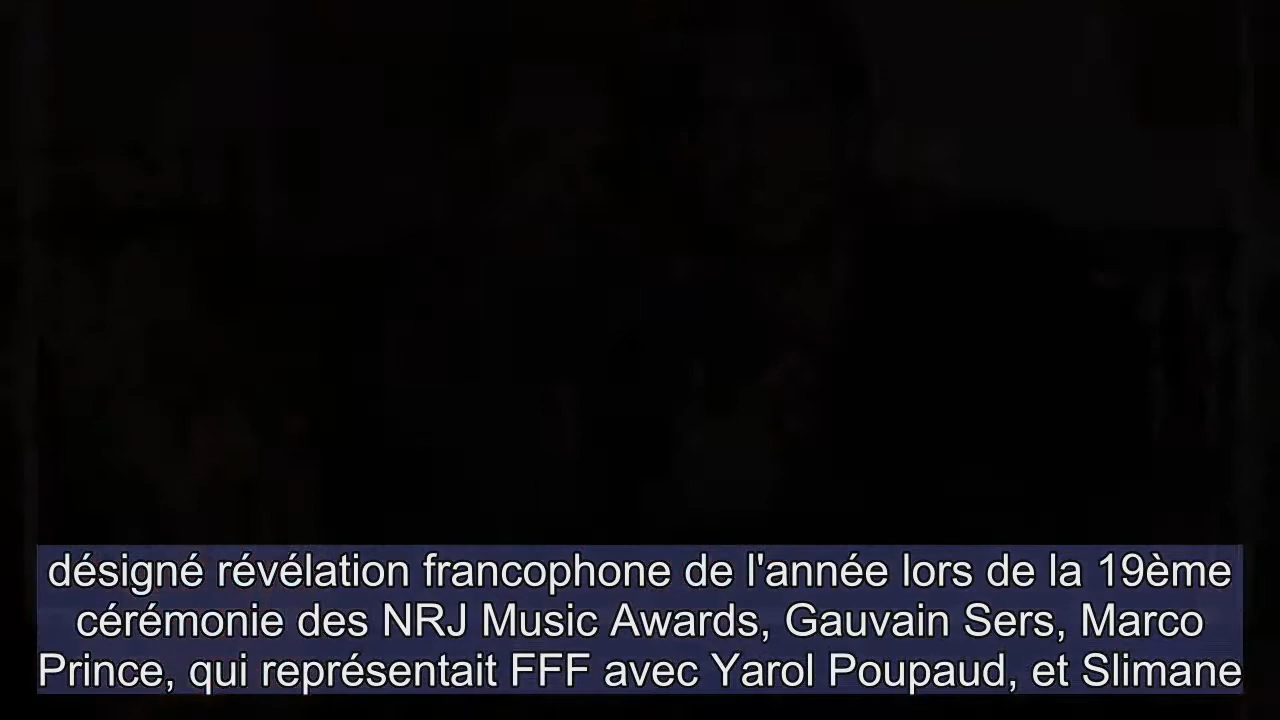 désigné révélation francophone de l'année lors de la 19ème
cérémonie des NRJ Music Awards, Gauvain Sers, Marco
Prince, qui représentait FFF avec Yarol Poupaud, et Slimane